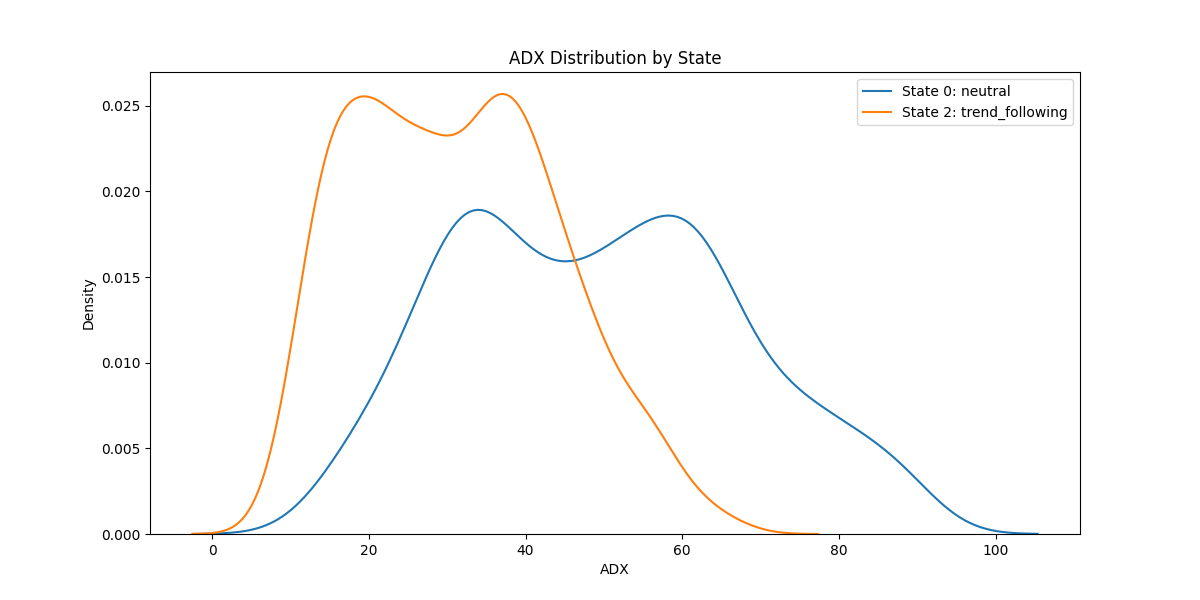 ADX Distribution by State
State 0: neutral
State 2: trend_following
Density
0.025
0.020
0.015
0.010
0.005
0.000
0 20 40 60 80 100
ADX